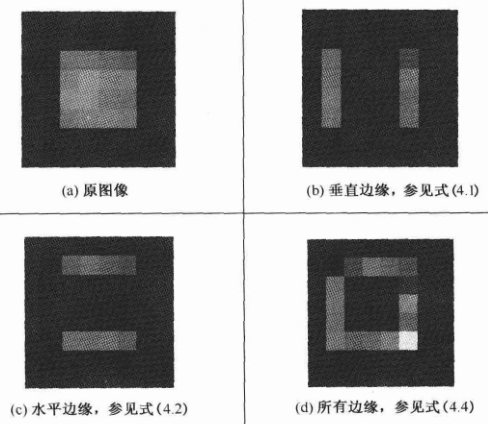 (a) 原图像
(b) 垂直边缘，参见式(4.1)
(c) 水平边缘，参见式(4.2)
(d) 所有边缘，参见式(4.4)